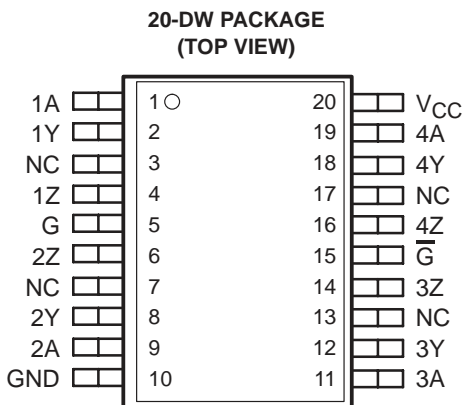 20-DW PACKAGE
(TOP VIEW)
1A 1 20 VCC
1Y 2 19 4A
NC 3 18 4Y
1Z 4 17 NC
G 5 16 4Z
2Z 6 15 G̅
NC 7 14 3Z
2Y 8 13 NC
2A 9 12 3Y
GND 10 11 3A